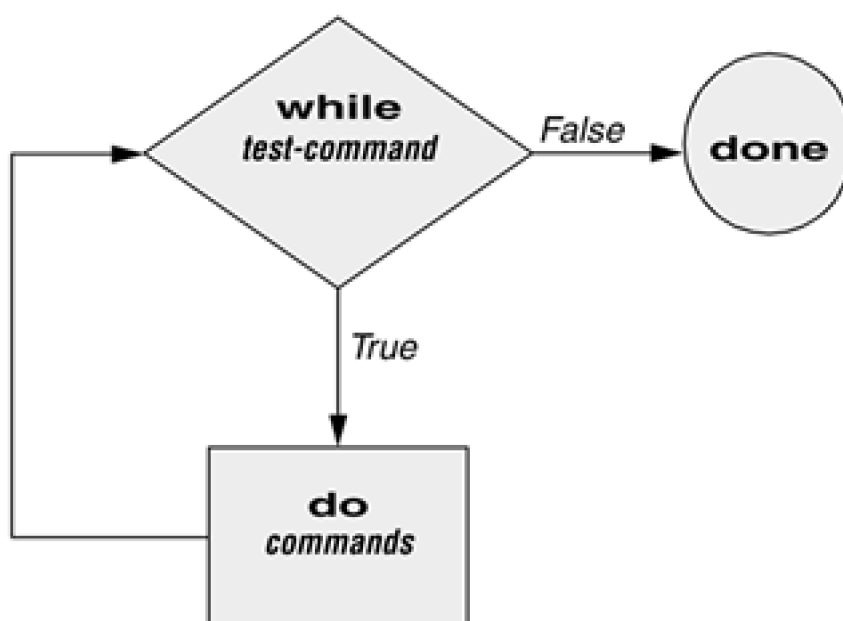 while
test-command
False
done
True
do
commands